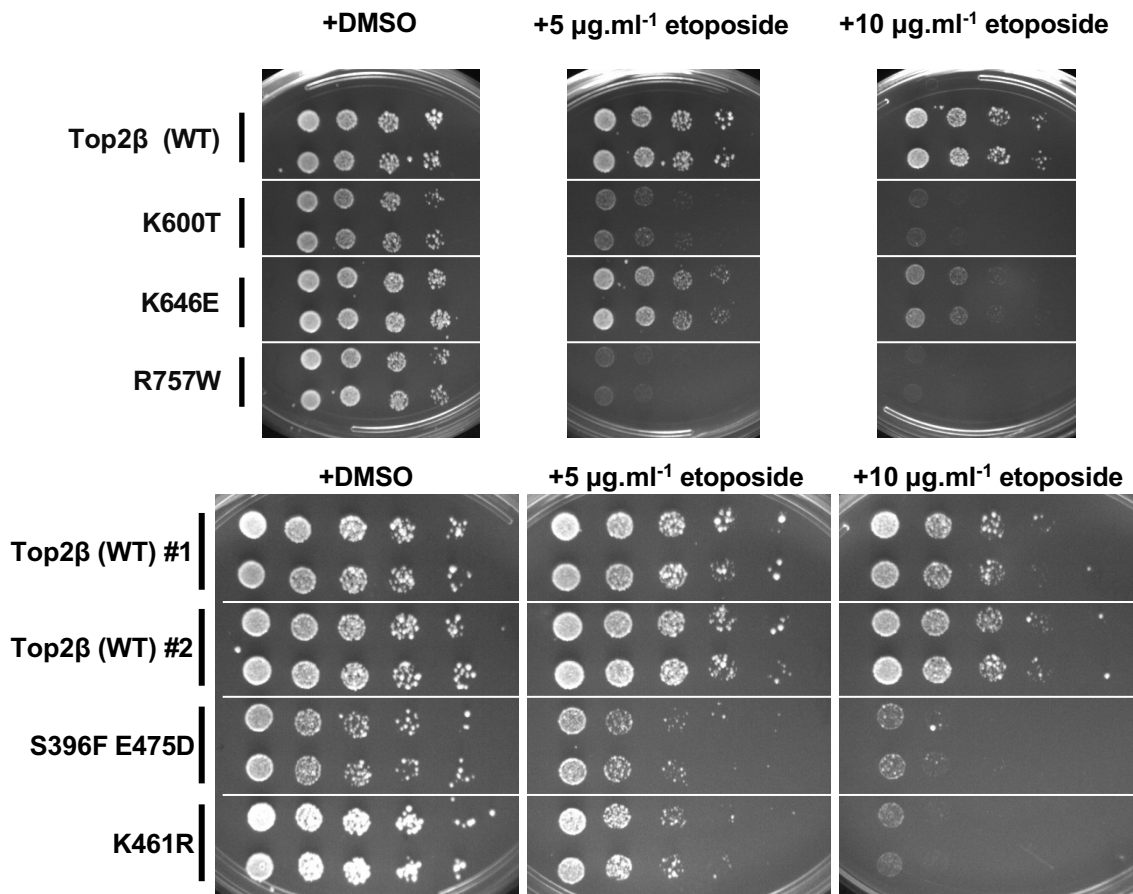 +DMSO +5 µg.ml⁻¹ etoposide +10 µg.ml⁻¹ etoposide
Top2β (WT)
K600T
K646E
R757W
+DMSO +5 µg.ml⁻¹ etoposide +10 µg.ml⁻¹ etoposide
Top2β (WT) #1
Top2β (WT) #2
S396F E475D
K461R